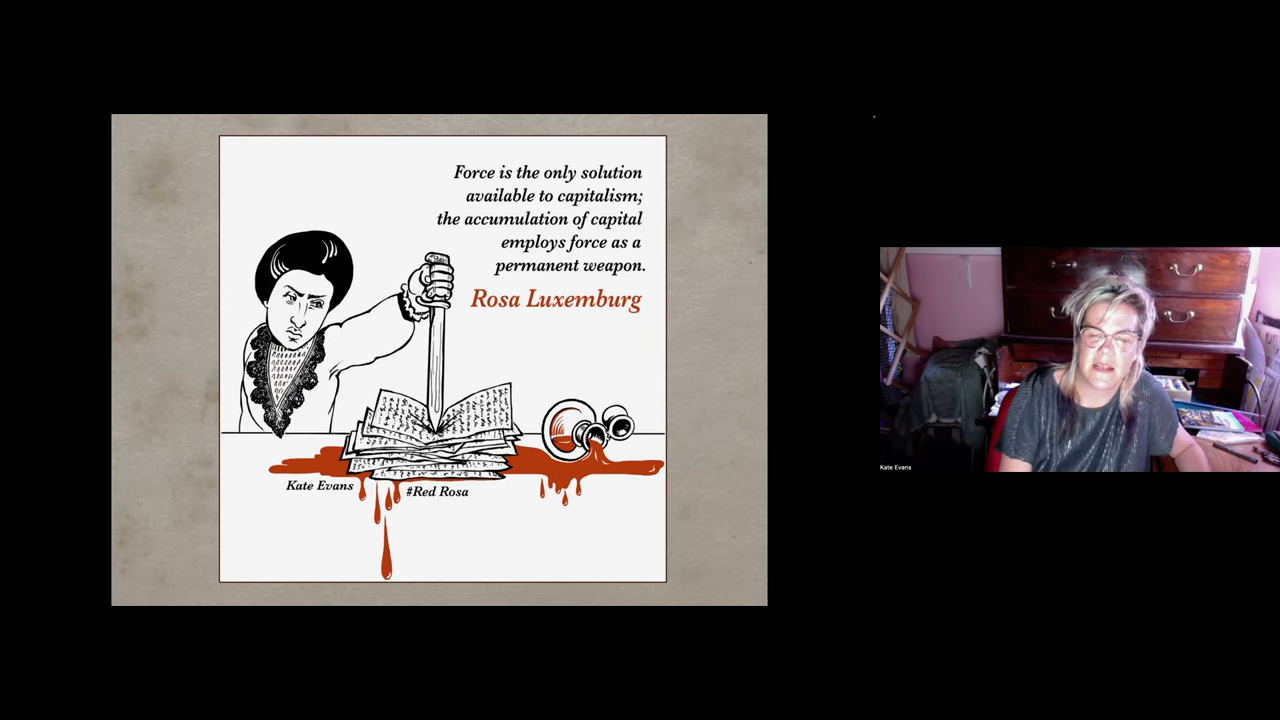 Force is the only solution
available to capitalism;
the accumulation of capital
employs force as a
permanent weapon.
Rosa Luxemburg
Kate Evans
#Red Rosa
Kate Evans